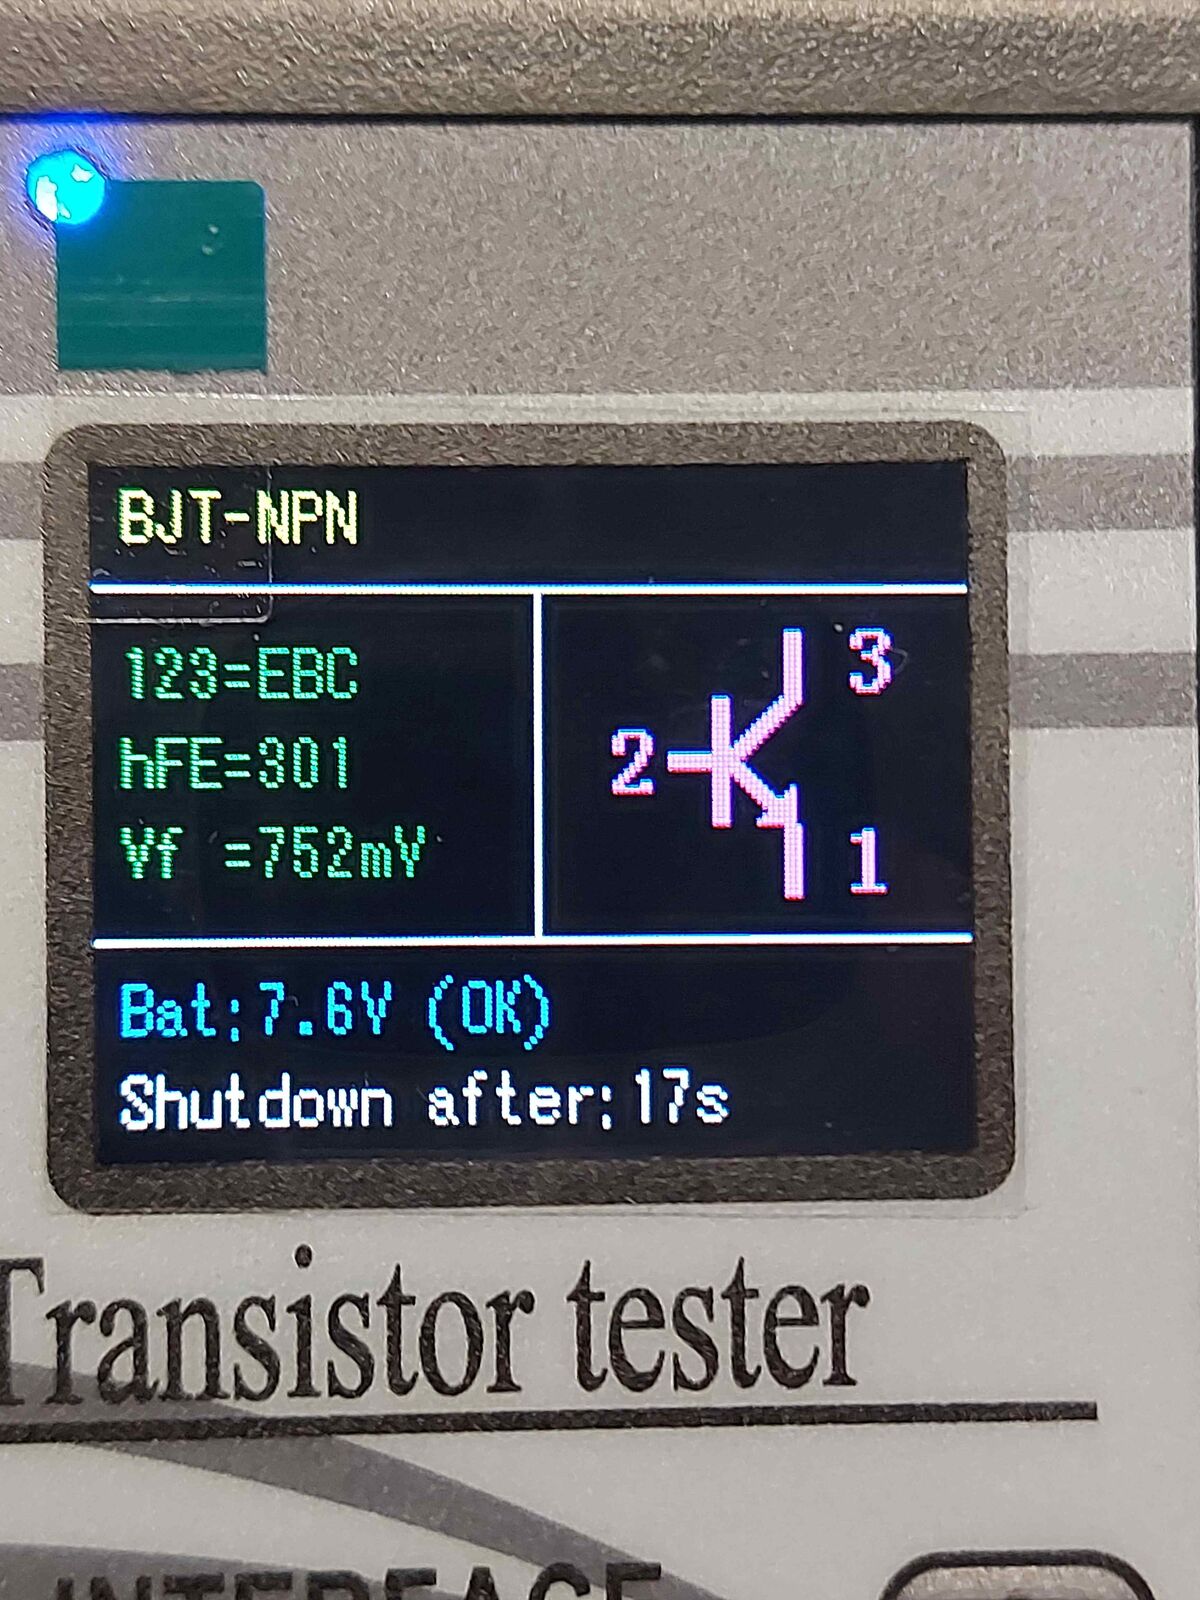 BJT-NPN
123=EBC
hFE=301
Vf =752mV
3
2
1
Bat:7.6V (OK)
Shutdown after:17s
Transistor tester
INTERFACE